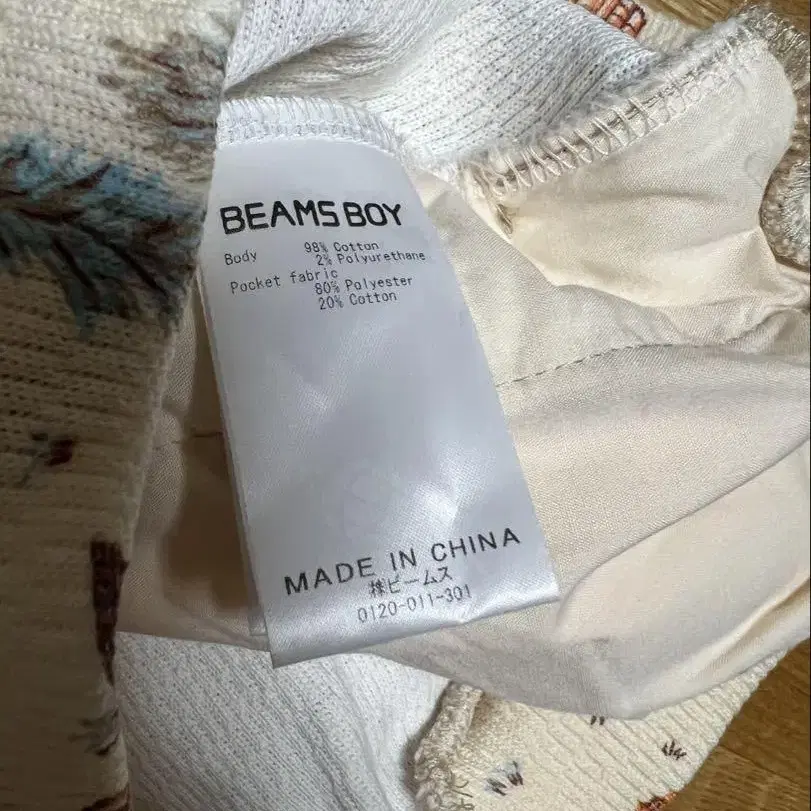 BEAMS BOY
Body 98% Cotton
2% Polyurethane
Pocket fabric
80% Polyester
20% Cotton
MADE IN CHINA
㈱ビームス
0120-011-301